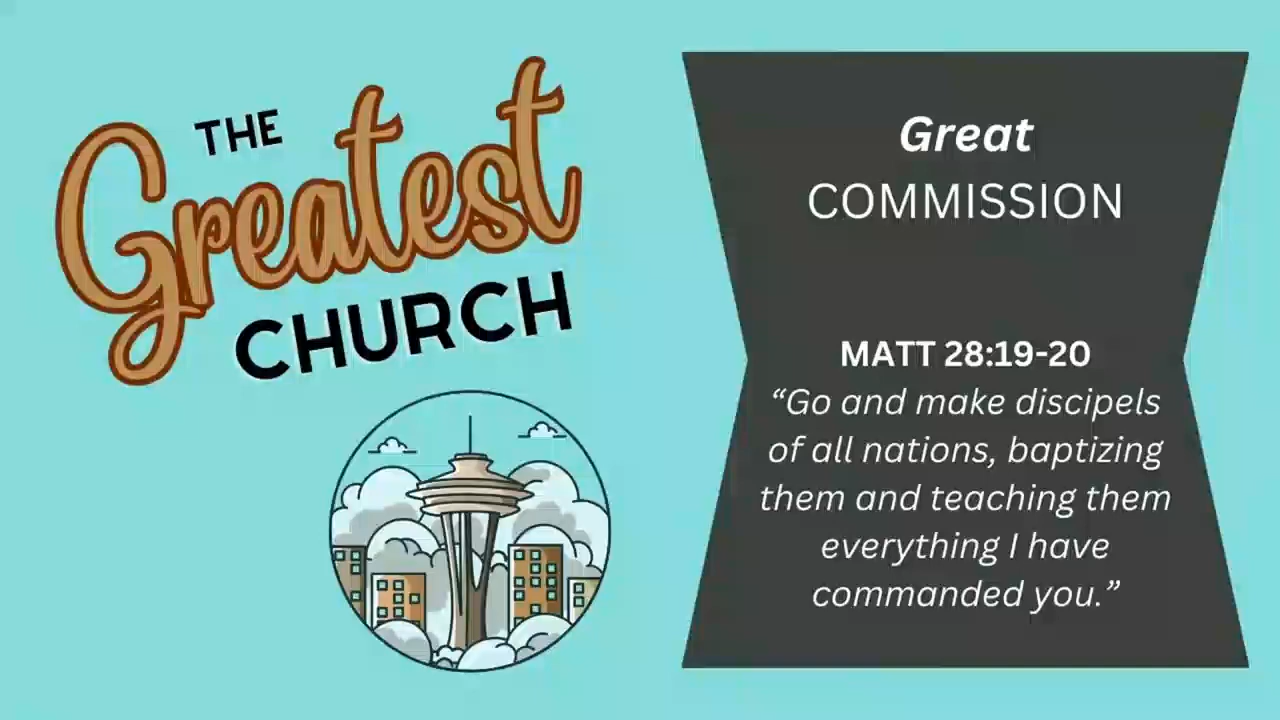 THE
Greatest
CHURCH
Great
COMMISSION
MATT 28:19-20
“Go and make discipels
of all nations, baptizing
them and teaching them
everything I have
commanded you.”